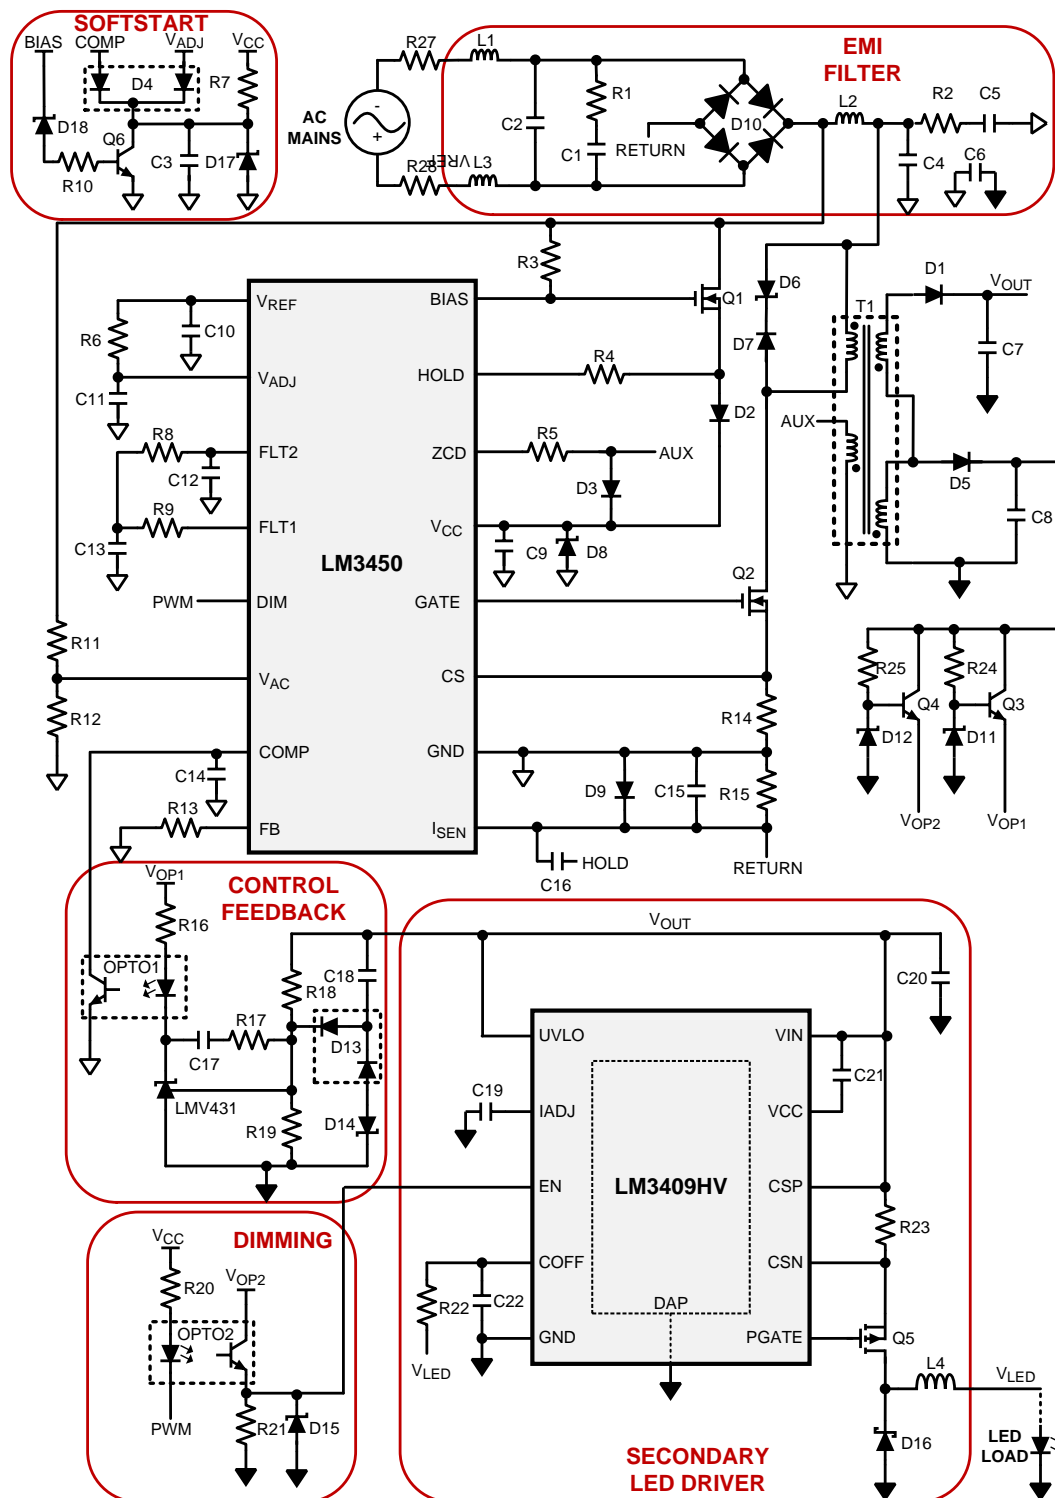 SOFTSTART
BIAS COMP VADJ VCC
D4 R7
D18 Q6
C3 D17
R10
R27 L1
AC
MAINS
R28 VREF L3
EMI
FILTER
C2 R1
C1
RETURN
D10
L2 R2 C5
C4 C6
R3
Q1
D6
D7
R4
D2
R5
AUX
D3
C9 D8
Q2
T1
D1 VOUT
C7
AUX
D5
C8
R6
C10
C11
R8
C12
R9
C13
PWM
R11
R12
C14
R13
LM3450
VREF
VADJ
FLT2
FLT1
DIM
VAC
COMP
FB
BIAS
HOLD
ZCD
VCC
GATE
CS
GND
ISEN
R14
D9 C15 R15
C16 HOLD
RETURN
R25 R24
Q4 Q3
D12 D11
VOP2 VOP1
CONTROL
FEEDBACK
VOP1
R16
OPTO1
C18
R18
R17
C17
D13
LMV431
R19
D14
VOUT
C20
UVLO VIN
C21
C19
IADJ VCC
EN CSP
LM3409HV
R23
COFF CSN
R22 C22
DAP
GND PGATE
Q5
VLED
L4 VLED
D16
LED
LOAD
SECONDARY
LED DRIVER
DIMMING
VCC
R20
VOP2
OPTO2
PWM
R21 D15